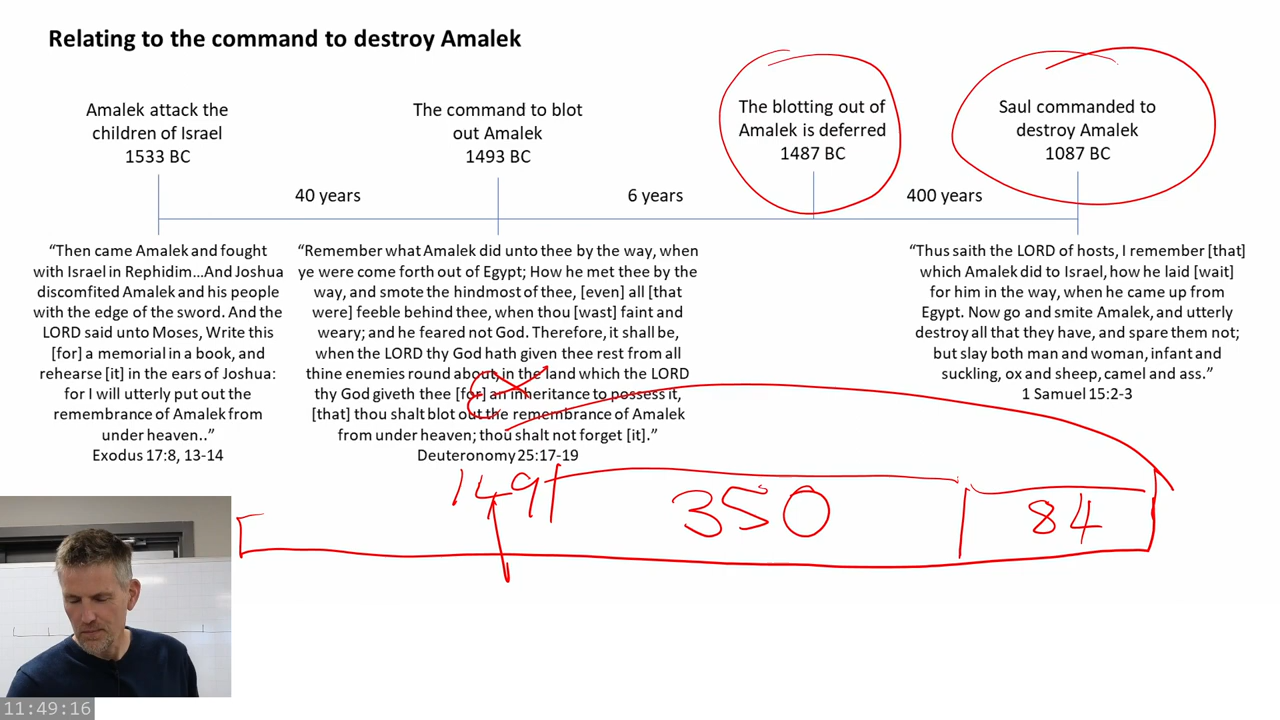 Relating to the command to destroy Amalek
Amalek attack the
children of Israel
1533 BC
The command to blot
out Amalek
1493 BC
The blotting out of
Amalek is deferred
1487 BC
Saul commanded to
destroy Amalek
1087 BC
40 years
6 years
400 years
“Then came Amalek and fought
with Israel in Rephidim...And Joshua
discomfited Amalek and his people
with the edge of the sword. And the
LORD said unto Moses, Write this
[for] a memorial in a book, and
rehearse [it] in the ears of Joshua:
for I will utterly put out the
remembrance of Amalek from
under heaven..”
Exodus 17:8, 13-14
“Remember what Amalek did unto thee by the way, when
ye were come forth out of Egypt; How he met thee by the
way, and smote the hindmost of thee, [even] all [that
were] feeble behind thee, when thou [wast] faint and
weary; and he feared not God. Therefore, it shall be,
when the LORD thy God hath given thee rest from all
thine enemies round about, in the land which the LORD
thy God giveth thee [for] an inheritance to possess it,
[that] thou shalt blot out the remembrance of Amalek
from under heaven; thou shalt not forget [it].”
Deuteronomy 25:17-19
“Thus saith the LORD of hosts, I remember [that]
which Amalek did to Israel, how he laid [wait]
for him in the way, when he came up from
Egypt. Now go and smite Amalek, and utterly
destroy all that they have, and spare them not;
but slay both man and woman, infant and
suckling, ox and sheep, camel and ass.”
1 Samuel 15:2-3
350
84
11:49:16